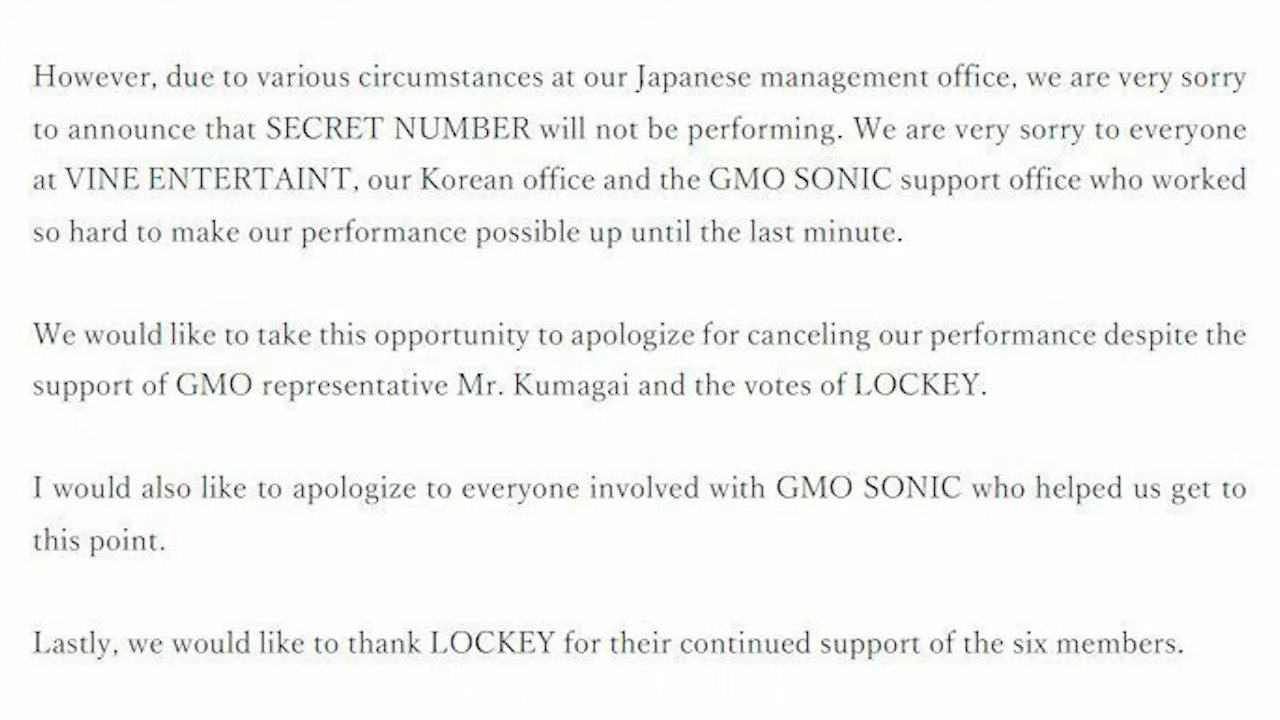 However, due to various circumstances at our Japanese management office, we are very sorry
to announce that SECRET NUMBER will not be performing. We are very sorry to everyone
at VINE ENTERTAINT, our Korean office and the GMO SONIC support office who worked
so hard to make our performance possible up until the last minute.
We would like to take this opportunity to apologize for canceling our performance despite the
support of GMO representative Mr. Kumagai and the votes of LOCKEY.
I would also like to apologize to everyone involved with GMO SONIC who helped us get to
this point.
Lastly, we would like to thank LOCKEY for their continued support of the six members.